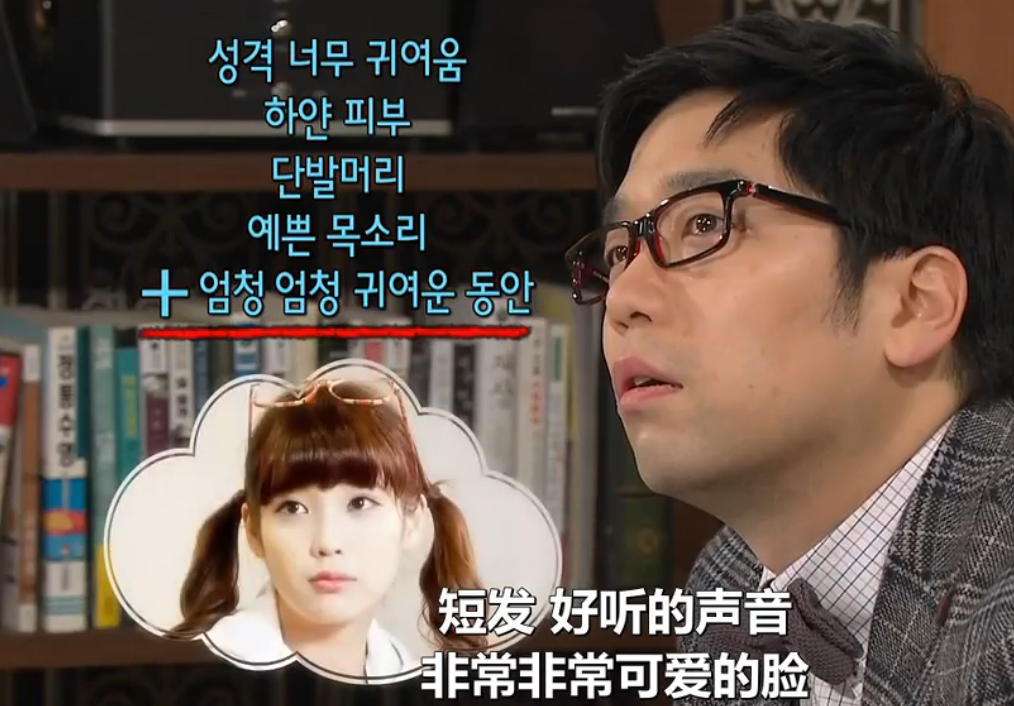 성격 너무 귀여움
하얀 피부
단발머리
예쁜 목소리
+ 엄청 엄청 귀여운 동안
短发 好听的声音
非常非常可爱的脸